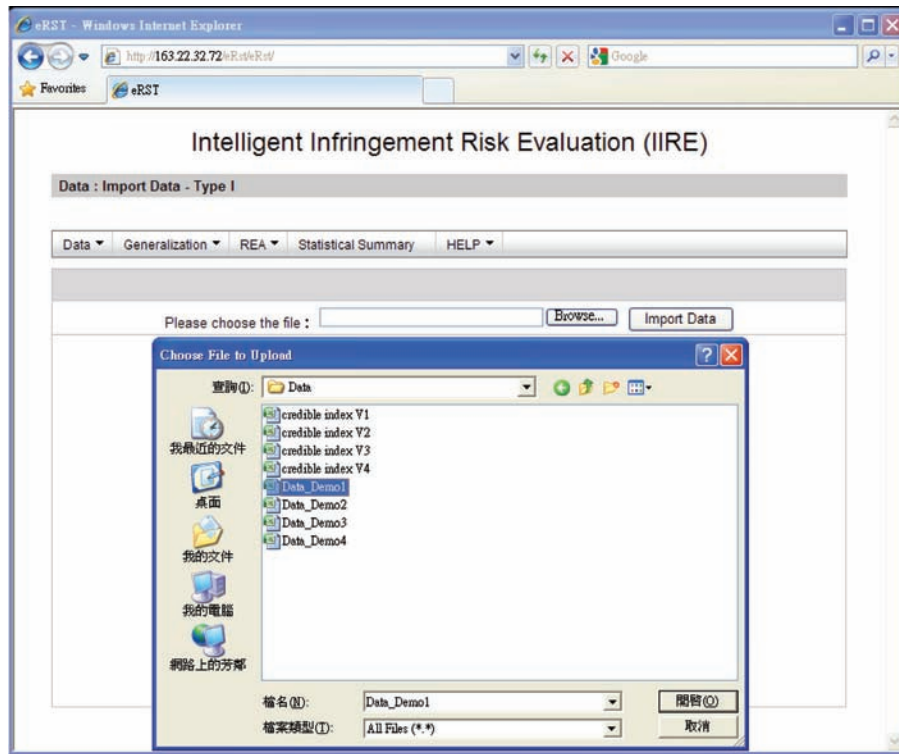 eRST - Windows Internet Explorer
http://163.22.32.72/eRst/eRst/
Google
Favorites
eRST
Intelligent Infringement Risk Evaluation (IIRE)
Data : Import Data - Type I
Data Generalization REA Statistical Summary HELP
Please choose the file : Browse... Import Data
Choose File to Upload
查詢(I): Data
credible index V1
credible index V2
credible index V3
credible index V4
Data_Demo1
Data_Demo2
Data_Demo3
Data_Demo4
我最近的文件
桌面
我的文件
我的電腦
網路上的芳鄰
檔名(N): Data_Demo1 開啟(O)
檔案類型(T): All Files (*.*) 取消